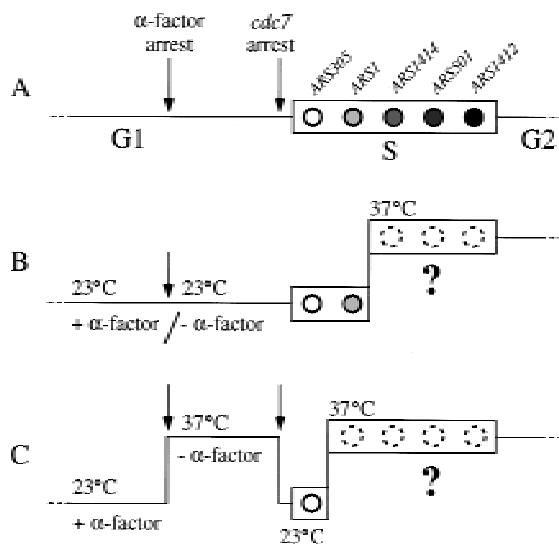 α-factor arrest
cdc7 arrest
ARS305
ARS1
ARS1414
ARS501
ARS1412
A
G1
S
G2
37°C
B
23°C
23°C
?
+ α-factor / - α-factor
37°C
37°C
- α-factor
C
23°C
?
+ α-factor
23°C